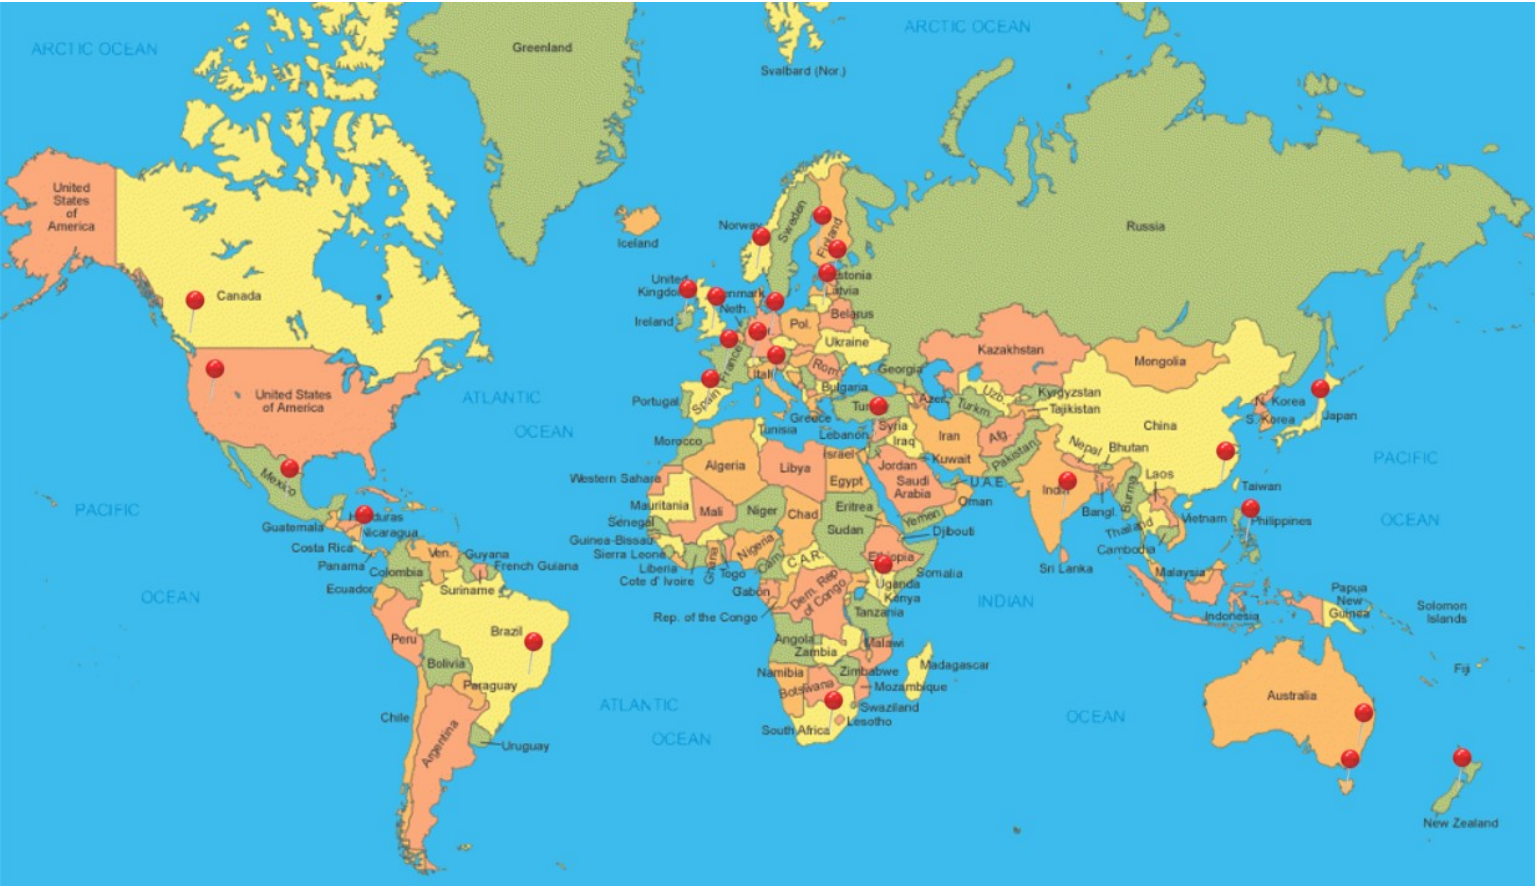 ARCTIC OCEAN
Greenland
Svalbard (Nor.)
ARCTIC OCEAN
United
States
of
America
Canada
Iceland
Norway
Sweden
Finland
Russia
United
Ireland
Neth.
Estonia
Latvia
Belarus
Pol.
Ukraine
France
Rom.
Bulgaria
Georgia
Kazakhstan
Mongolia
United States
of America
ATLANTIC
OCEAN
Portugal
Spain
Greece
Azer.
Uzb.
Turkm.
Kyrgyzstan
Tajikistan
China
N. Korea
S. Korea
Japan
Mexico
Morocco
Tunisia
Lebanon
Syria
Iraq
Iran
Afg.
Pakistan
Nepal
Bhutan
Israel
Kuwait
Jordan
Algeria
Libya
Egypt
Saudi
Arabia
U.A.E.
Oman
Laos
Burma
Taiwan
PACIFIC
OCEAN
PACIFIC
OCEAN
Western Sahara
Mauritania
Mali
Niger
Chad
Sudan
Eritrea
Yemen
Djibouti
Bangl.
Thailand
Vietnam
Cambodia
Philippines
Guatemala
Nicaragua
Costa Rica
Panama
Ven.
Guyana
French Guiana
Suriname
Colombia
Ecuador
Senegal
Guinea-Bissau
Sierra Leone
Liberia
Cote d' Ivoire
Ghana
Togo
Nigeria
Cam.
C.A.R.
Ethiopia
Somalia
Sri Lanka
Malaysia
Indonesia
Papua
New
Guinea
Solomon
Islands
Gabon
Rep. of the Congo
Dem. Rep
of Congo
Uganda
Kenya
Tanzania
INDIAN
OCEAN
Peru
Brazil
Bolivia
Paraguay
Chile
Argentina
Uruguay
ATLANTIC
OCEAN
Angola
Zambia
Malawi
Namibia
Botswana
Zimbabwe
Mozambique
Madagascar
Swaziland
Lesotho
South Africa
Australia
Fiji
New Zealand